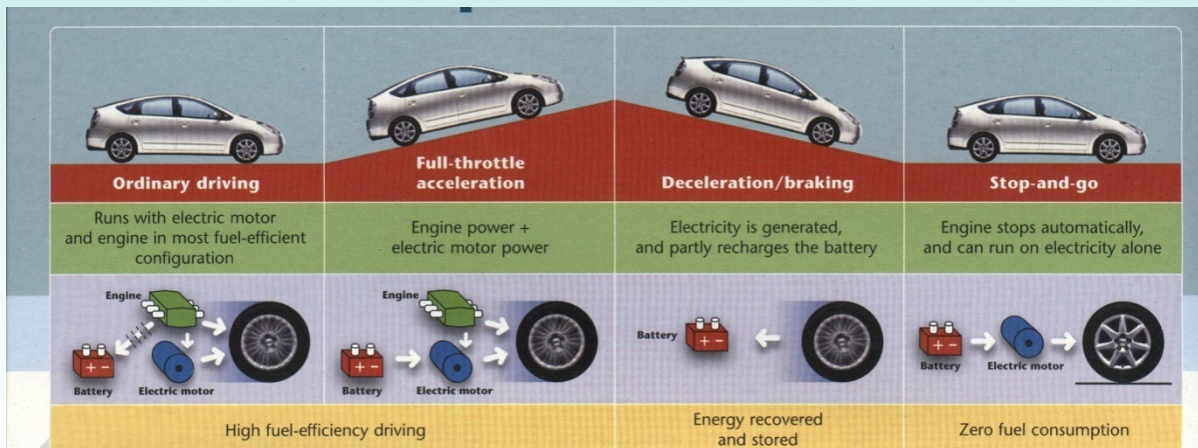 Ordinary driving
Full-throttle
acceleration
Deceleration/braking
Stop-and-go
Runs with electric motor
and engine in most fuel-efficient
configuration
Engine power +
electric motor power
Electricity is generated,
and partly recharges the battery
Engine stops automatically,
and can run on electricity alone
Engine
Battery
Electric motor
Engine
Battery
Electric motor
Battery
Battery
Electric motor
High fuel-efficiency driving
Energy recovered
and stored
Zero fuel consumption